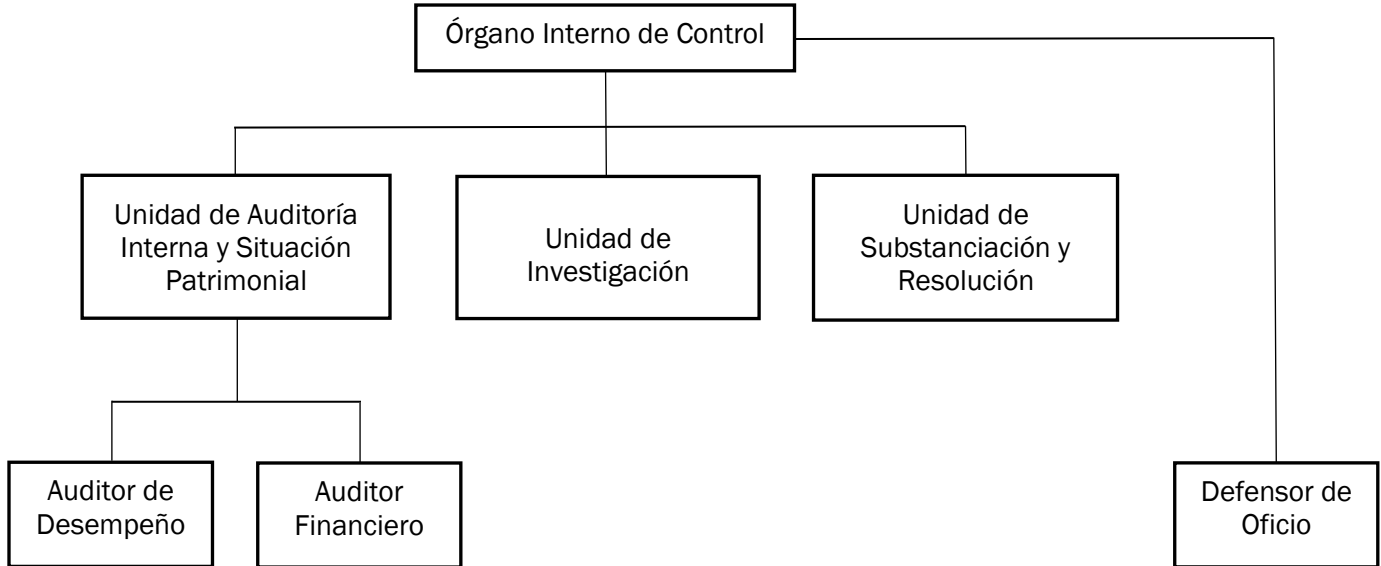 Órgano Interno de Control
Unidad de Auditoría
Interna y Situación
Patrimonial
Unidad de
Investigación
Unidad de
Substanciación y
Resolución
Auditor de
Desempeño
Auditor
Financiero
Defensor de
Oficio